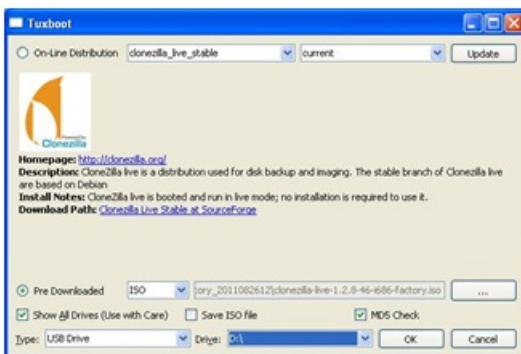 Tuxboot
On-Line Distribution clonezilla_live_stable current Update
Clonezilla
Homepage: http://clonezilla.org/
Description: CloneZilla live is a distribution used for disk backup and imaging. The stable branch of Clonezilla live
are based on Debian
Install Notes: CloneZilla live is booted and run in live mode; no installation is required to use it.
Download Path: Clonezilla Live Stable at SourceForge
Pre Downloaded ISO tory_2011082612\clonezilla-live-1.2.8-46-i686-factory.iso ...
Show All Drives (Use with Care) Save ISO file MD5 Check
Type: USB Drive Drive: D:\ OK Cancel